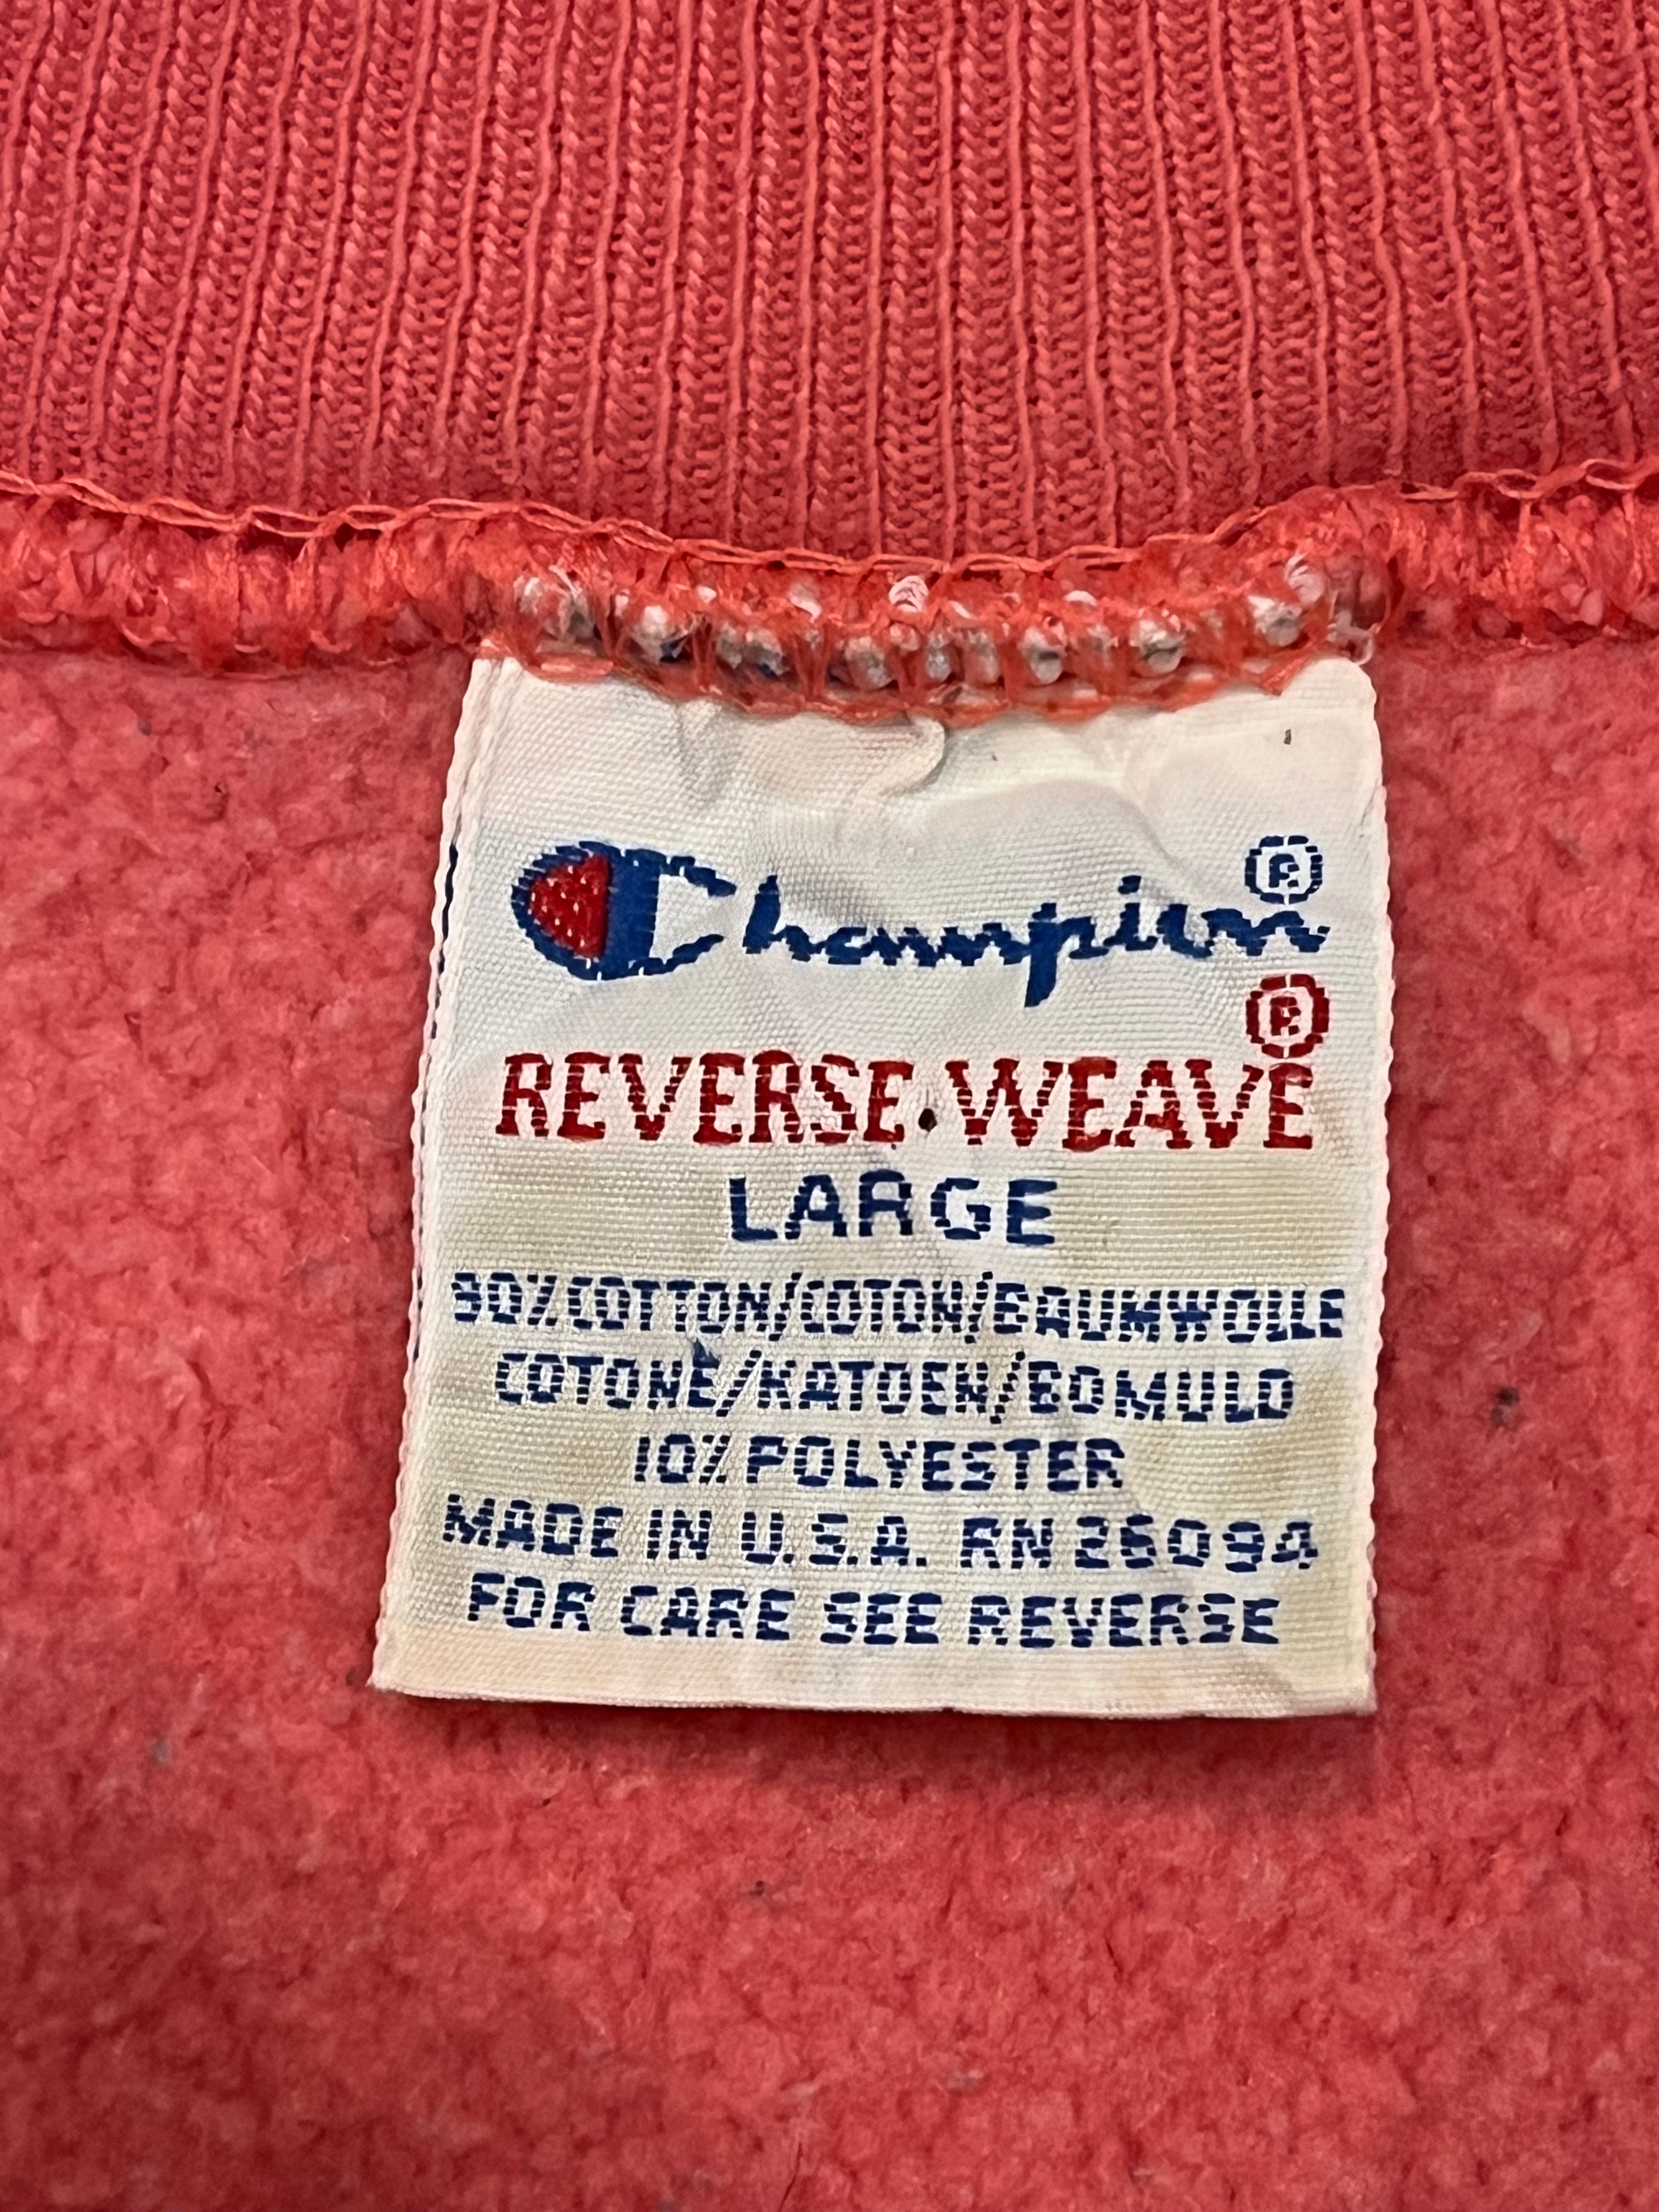 Champion®
®
REVERSE·WEAVE
LARGE
90% COTTON/COTON/BAUMWOLLE
COTONE/KATOEN/BOMULD
10% POLYESTER
MADE IN U.S.A. RN 26094
FOR CARE SEE REVERSE